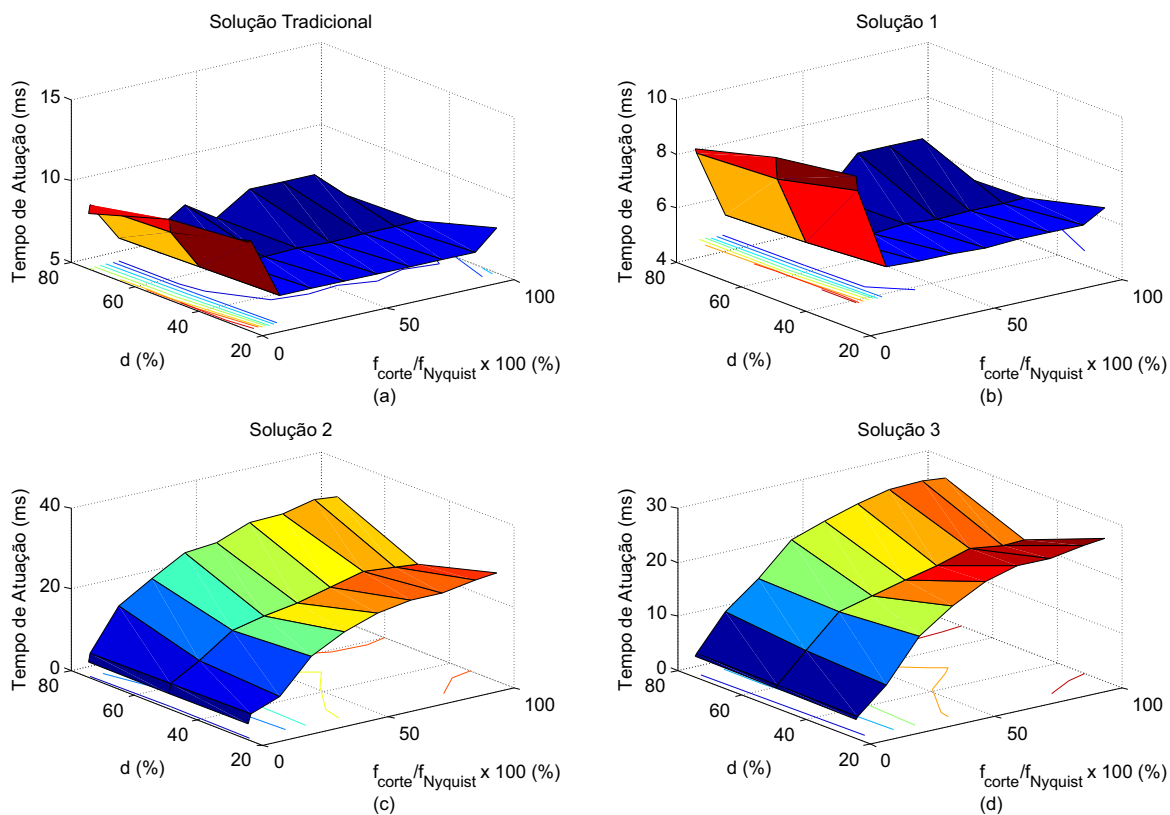 Solução Tradicional
Tempo de Atuação (ms)
15
10
5
80
60
40
20
0
50
100
d (%)
f_corte/f_Nyquist x 100 (%)
(a)
Solução 1
Tempo de Atuação (ms)
10
8
6
4
80
60
40
20
0
50
100
d (%)
f_corte/f_Nyquist x 100 (%)
(b)
Solução 2
Tempo de Atuação (ms)
40
20
0
80
60
40
20
0
50
100
d (%)
f_corte/f_Nyquist x 100 (%)
(c)
Solução 3
Tempo de Atuação (ms)
30
20
10
0
80
60
40
20
0
50
100
d (%)
f_corte/f_Nyquist x 100 (%)
(d)